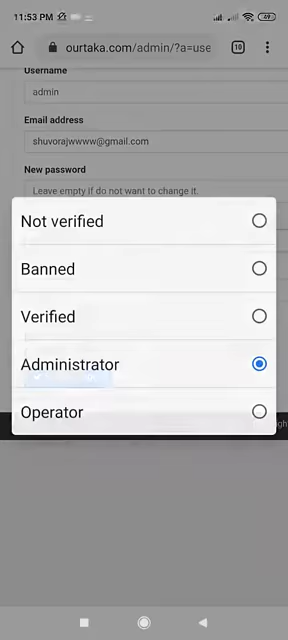 11:53 PM
49
ourtaka.com/admin/?a=use
10
Username
admin
Email address
shuvorajwwww@gmail.com
New password
Leave empty if do not want to change it.
Not verified
Banned
Verified
Administrator
Operator